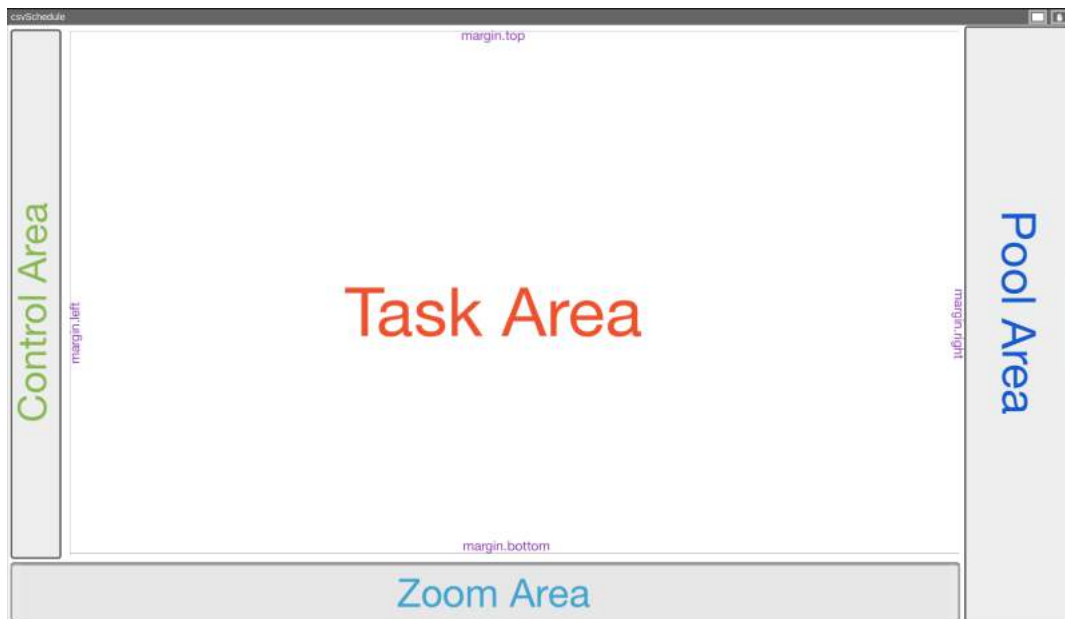 csvSchedule
margin.top
Control Area
margin.left
Task Area
margin.right
Pool Area
margin.bottom
Zoom Area